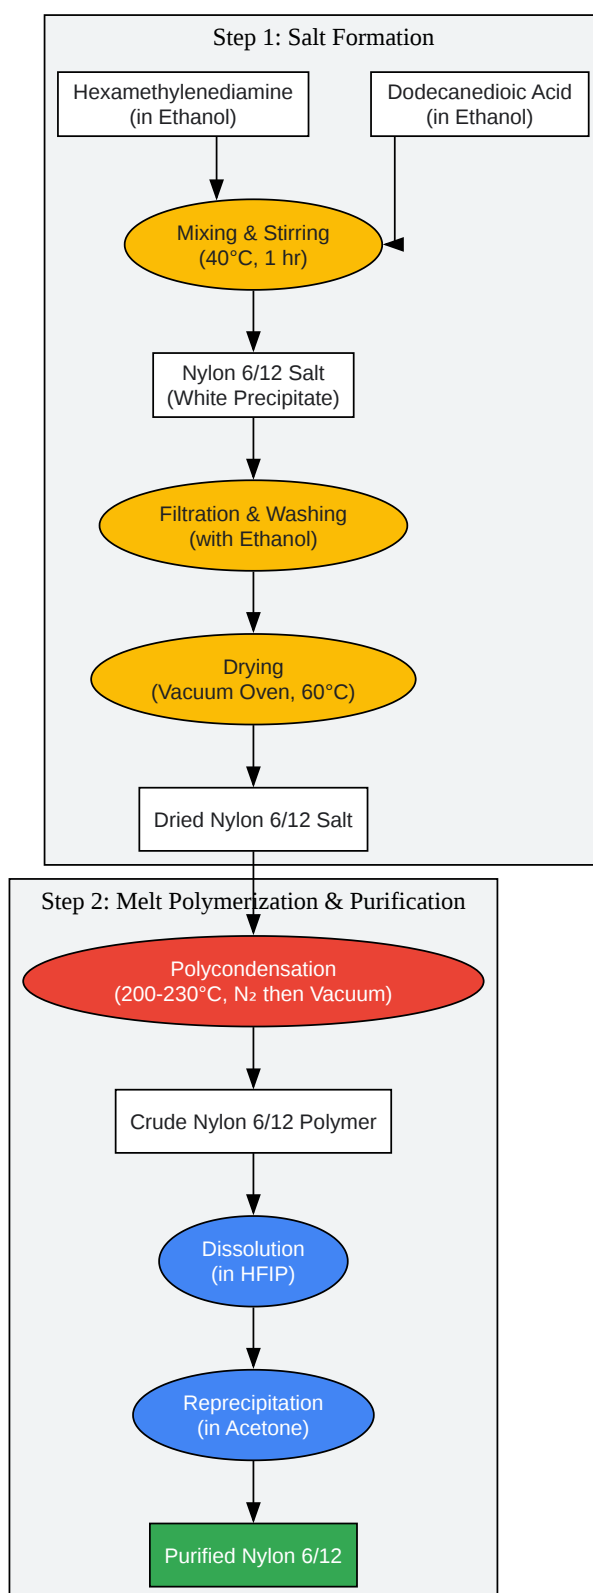 Step 1: Salt Formation
Hexamethylenediamine
(in Ethanol)
Dodecanedioic Acid
(in Ethanol)
Mixing & Stirring
(40°C, 1 hr)
Nylon 6/12 Salt
(White Precipitate)
Filtration & Washing
(with Ethanol)
Drying
(Vacuum Oven, 60°C)
Dried Nylon 6/12 Salt
Step 2: Melt Polymerization & Purification
Polycondensation
(200-230°C, N₂ then Vacuum)
Crude Nylon 6/12 Polymer
Dissolution
(in HFIP)
Reprecipitation
(in Acetone)
Purified Nylon 6/12